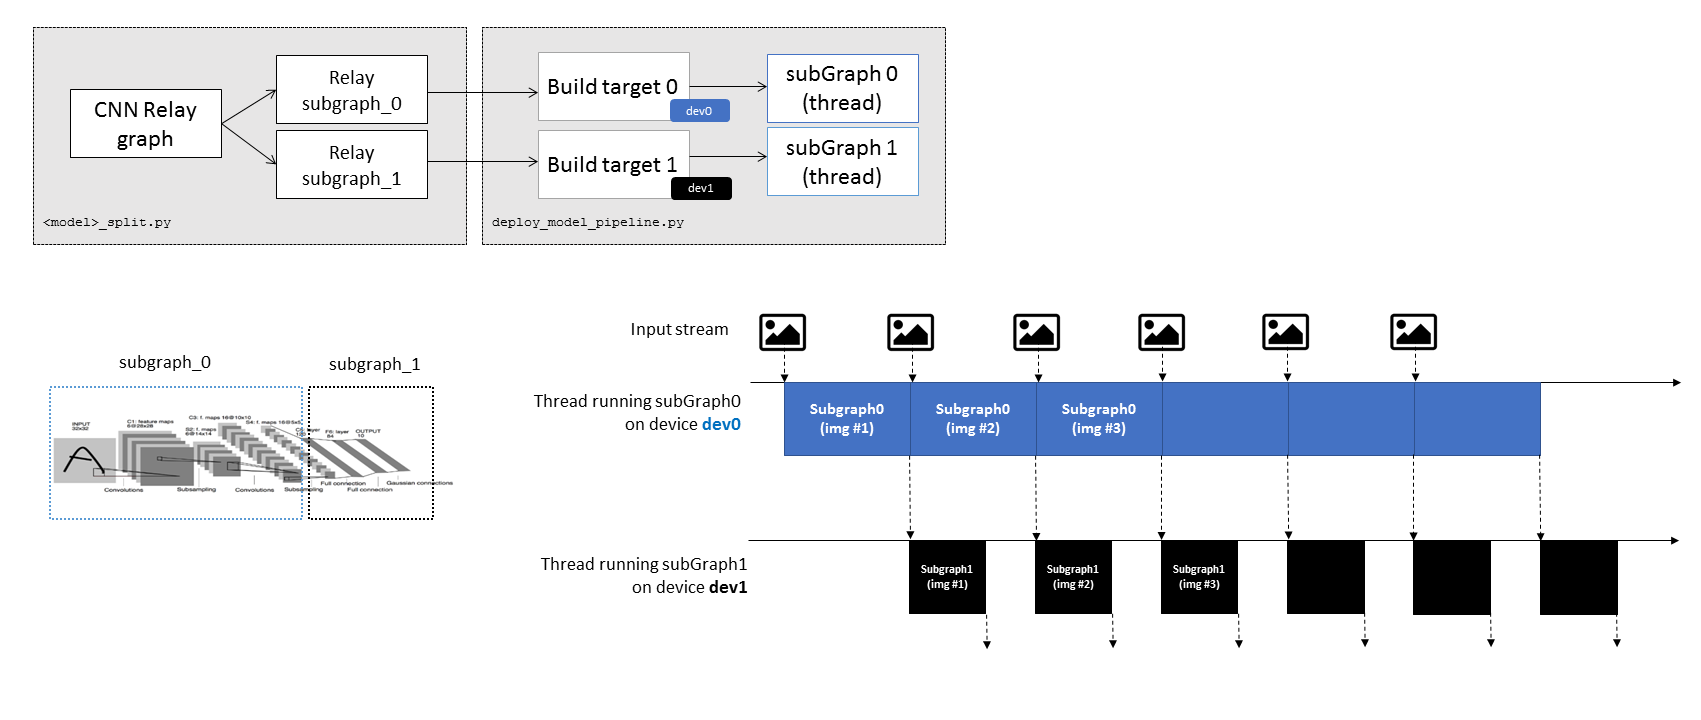 CNN Relay
graph
Relay
subgraph_0
Relay
subgraph_1
<model>_split.py
Build target 0
dev0
Build target 1
dev1
subGraph 0
(thread)
subGraph 1
(thread)
deploy_model_pipeline.py
subgraph_0
subgraph_1
INPUT
32x32
C1: feature maps
6@28x28
S2: f. maps
6@14x14
C3: f. maps 16@10x10
S4: f. maps 16@5x5
F6: layer
84
OUTPUT
10
Convolutions
Subsampling
Convolutions
Subsampling
Full connection
Full connection
Gaussian connections
Input stream
Thread running subGraph0
on device dev0
Subgraph0
(img #1)
Subgraph0
(img #2)
Subgraph0
(img #3)
Thread running subGraph1
on device dev1
Subgraph1
(img #1)
Subgraph1
(img #2)
Subgraph1
(img #3)